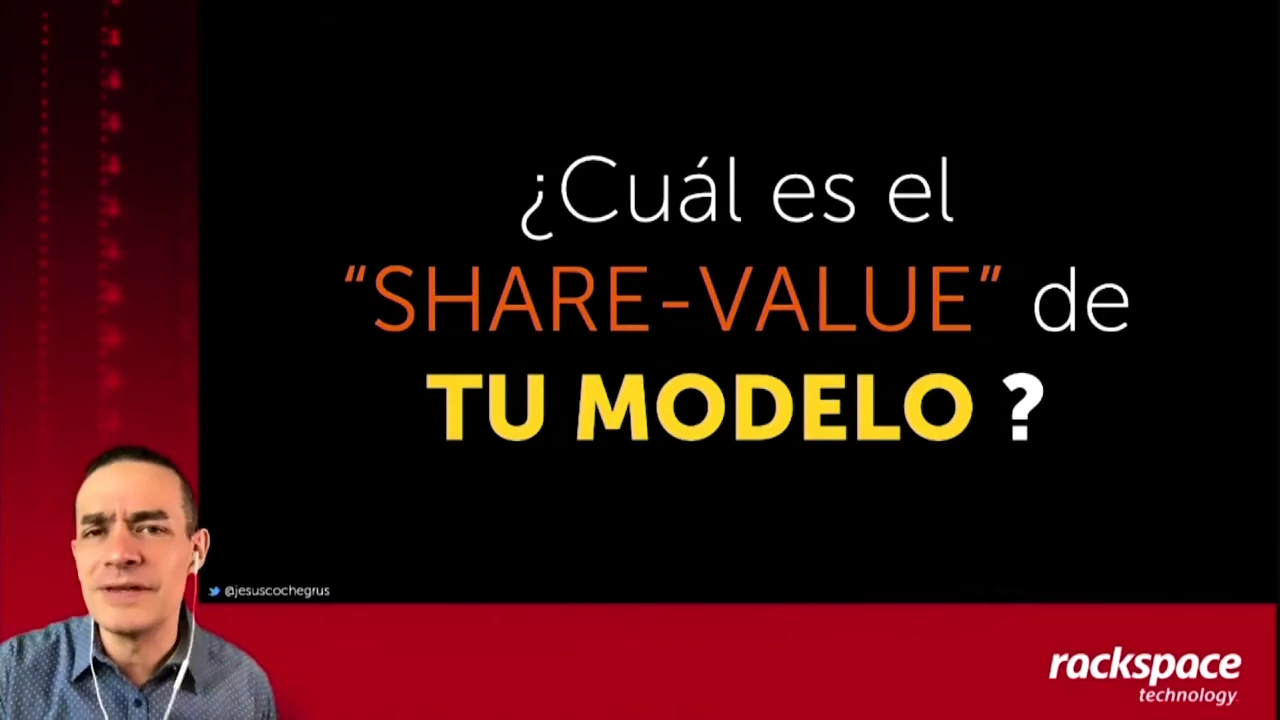 ¿Cuál es el
“SHARE-VALUE” de
TU MODELO ?
@jesuscochegrus
rackspace
technology